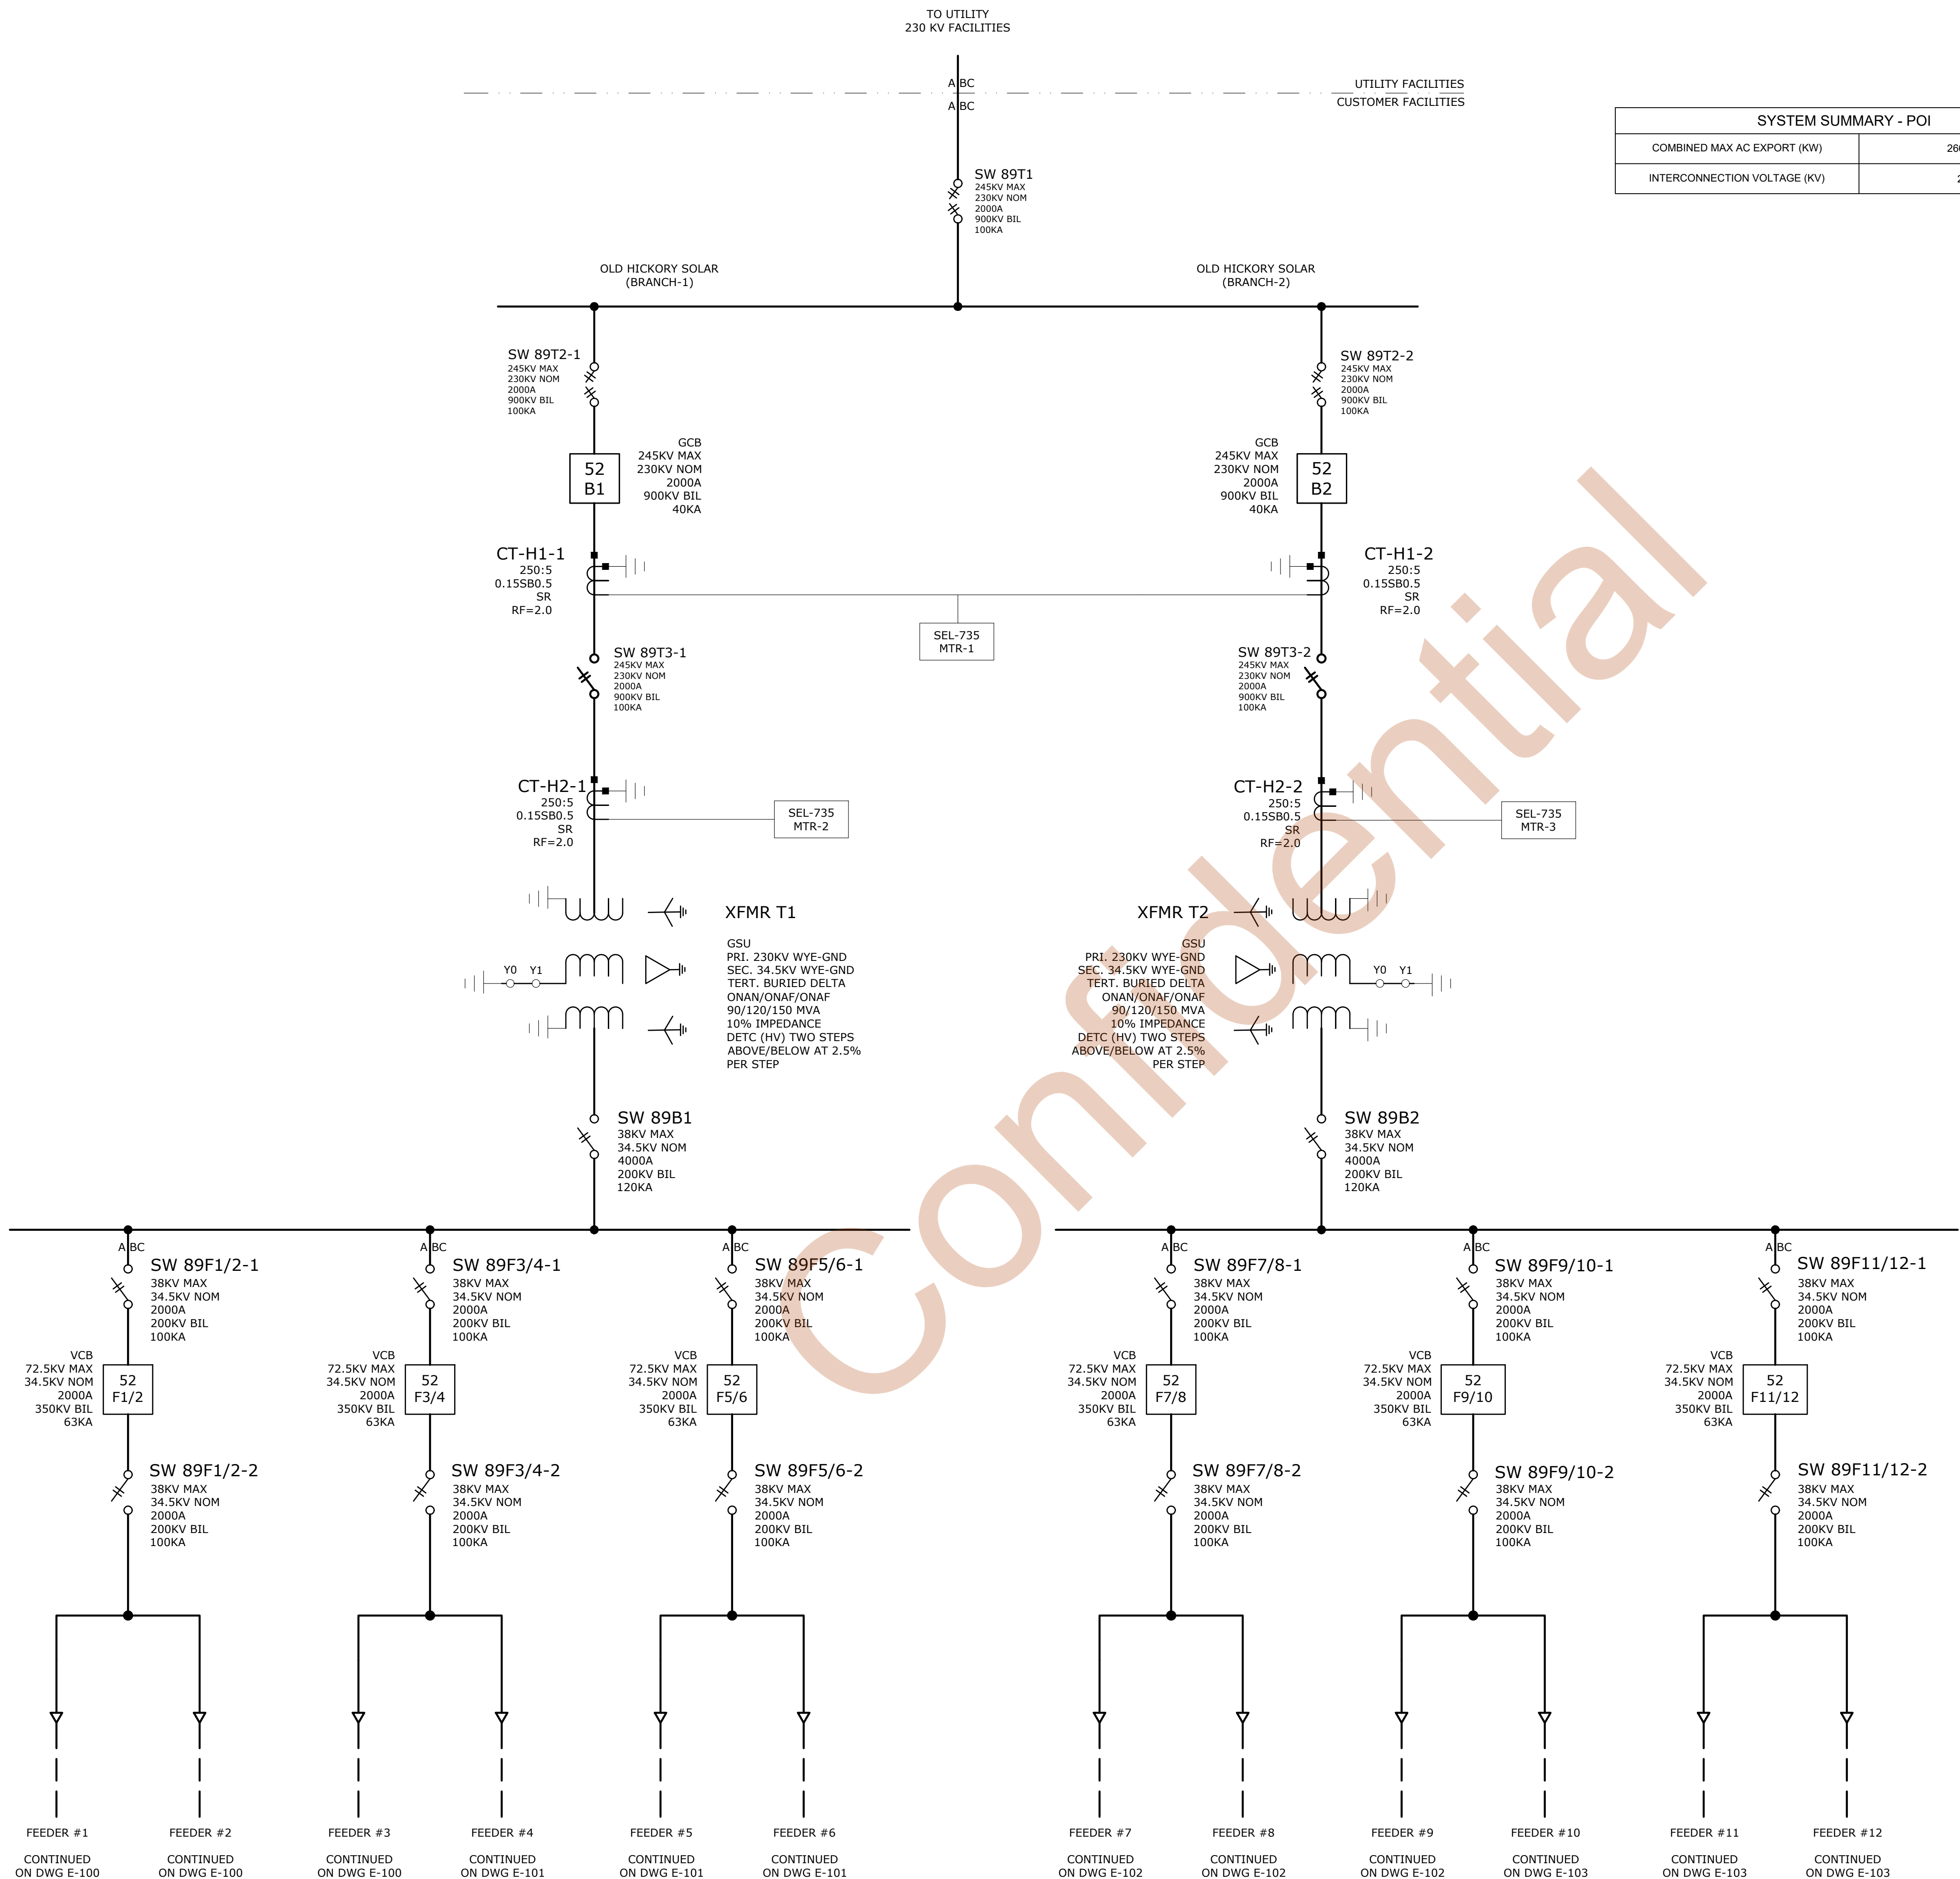 TO UTILITY
230 KV FACILITIES
A BC
UTILITY FACILITIES
A BC
CUSTOMER FACILITIES
SYSTEM SUMMARY - POI
COMBINED MAX AC EXPORT (KW)
INTERCONNECTION VOLTAGE (KV)
SW 89T1
245KV MAX
230KV NOM
2000A
900KV BIL
100KA
OLD HICKORY SOLAR
(BRANCH-1)
OLD HICKORY SOLAR
(BRANCH-2)
SW 89T2-1
245KV MAX
230KV NOM
2000A
900KV BIL
100KA
SW 89T2-2
245KV MAX
230KV NOM
2000A
900KV BIL
100KA
52
B1
GCB
245KV MAX
230KV NOM
2000A
900KV BIL
40KA
GCB
245KV MAX
230KV NOM
2000A
900KV BIL
40KA
52
B2
CT-H1-1
250:5
0.15SB0.5
SR
RF=2.0
CT-H1-2
250:5
0.15SB0.5
SR
RF=2.0
SEL-735
MTR-1
SW 89T3-1
245KV MAX
230KV NOM
2000A
900KV BIL
100KA
SW 89T3-2
245KV MAX
230KV NOM
2000A
900KV BIL
100KA
CT-H2-1
250:5
0.15SB0.5
SR
RF=2.0
SEL-735
MTR-2
CT-H2-2
250:5
0.15SB0.5
SR
RF=2.0
SEL-735
MTR-3
XFMR T1
GSU
PRI. 230KV WYE-GND
SEC. 34.5KV WYE-GND
TERT. BURIED DELTA
ONAN/ONAF/ONAF
90/120/150 MVA
10% IMPEDANCE
DETC (HV) TWO STEPS
ABOVE/BELOW AT 2.5%
PER STEP
Y0 Y1
XFMR T2
GSU
PRI. 230KV WYE-GND
SEC. 34.5KV WYE-GND
TERT. BURIED DELTA
ONAN/ONAF/ONAF
90/120/150 MVA
10% IMPEDANCE
DETC (HV) TWO STEPS
ABOVE/BELOW AT 2.5%
PER STEP
Y0 Y1
SW 89B1
38KV MAX
34.5KV NOM
4000A
200KV BIL
120KA
SW 89B2
38KV MAX
34.5KV NOM
4000A
200KV BIL
120KA
A BC
SW 89F1/2-1
38KV MAX
34.5KV NOM
2000A
200KV BIL
100KA
A BC
SW 89F3/4-1
38KV MAX
34.5KV NOM
2000A
200KV BIL
100KA
A BC
SW 89F5/6-1
38KV MAX
34.5KV NOM
2000A
200KV BIL
100KA
A BC
SW 89F7/8-1
38KV MAX
34.5KV NOM
2000A
200KV BIL
100KA
A BC
SW 89F9/10-1
38KV MAX
34.5KV NOM
2000A
200KV BIL
100KA
A BC
SW 89F11/12-1
38KV MAX
34.5KV NOM
2000A
200KV BIL
100KA
VCB
72.5KV MAX
34.5KV NOM
2000A
350KV BIL
63KA
52
F1/2
VCB
72.5KV MAX
34.5KV NOM
2000A
350KV BIL
63KA
52
F3/4
VCB
72.5KV MAX
34.5KV NOM
2000A
350KV BIL
63KA
52
F5/6
VCB
72.5KV MAX
34.5KV NOM
2000A
350KV BIL
63KA
52
F7/8
VCB
72.5KV MAX
34.5KV NOM
2000A
350KV BIL
63KA
52
F9/10
VCB
72.5KV MAX
34.5KV NOM
2000A
350KV BIL
63KA
52
F11/12
SW 89F1/2-2
38KV MAX
34.5KV NOM
2000A
200KV BIL
100KA
SW 89F3/4-2
38KV MAX
34.5KV NOM
2000A
200KV BIL
100KA
SW 89F5/6-2
38KV MAX
34.5KV NOM
2000A
200KV BIL
100KA
SW 89F7/8-2
38KV MAX
34.5KV NOM
2000A
200KV BIL
100KA
SW 89F9/10-2
38KV MAX
34.5KV NOM
2000A
200KV BIL
100KA
SW 89F11/12-2
38KV MAX
34.5KV NOM
2000A
200KV BIL
100KA
FEEDER #1
CONTINUED
ON DWG E-100
FEEDER #2
CONTINUED
ON DWG E-100
FEEDER #3
CONTINUED
ON DWG E-100
FEEDER #4
CONTINUED
ON DWG E-101
FEEDER #5
CONTINUED
ON DWG E-101
FEEDER #6
CONTINUED
ON DWG E-101
FEEDER #7
CONTINUED
ON DWG E-102
FEEDER #8
CONTINUED
ON DWG E-102
FEEDER #9
CONTINUED
ON DWG E-102
FEEDER #10
CONTINUED
ON DWG E-103
FEEDER #11
CONTINUED
ON DWG E-103
FEEDER #12
CONTINUED
ON DWG E-103
Confidential